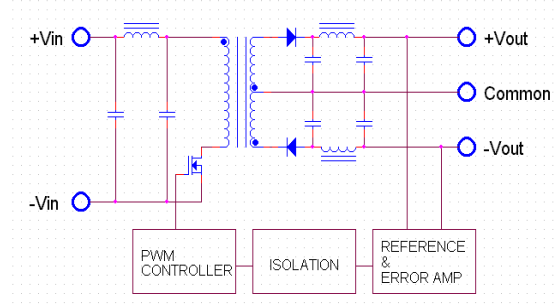 +Vin
+Vout
Common
-Vout
-Vin
PWM
CONTROLLER
ISOLATION
REFERENCE
&
ERROR AMP